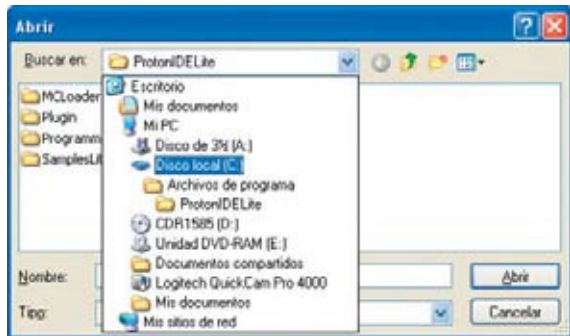 Abrir
Buscar en: ProtonIDELite
MCLoader
Plugin
Programm
SamplesLit
Escritorio
Mis documentos
Mi PC
Disco de 3½ (A:)
Disco local (C:)
Archivos de programa
ProtonIDELite
CDR1585 (D:)
Unidad DVD-RAM (E:)
Documentos compartidos
Logitech QuickCam Pro 4000
Mis documentos
Mis sitios de red
Nombre: Abrir
Tipo: Cancelar